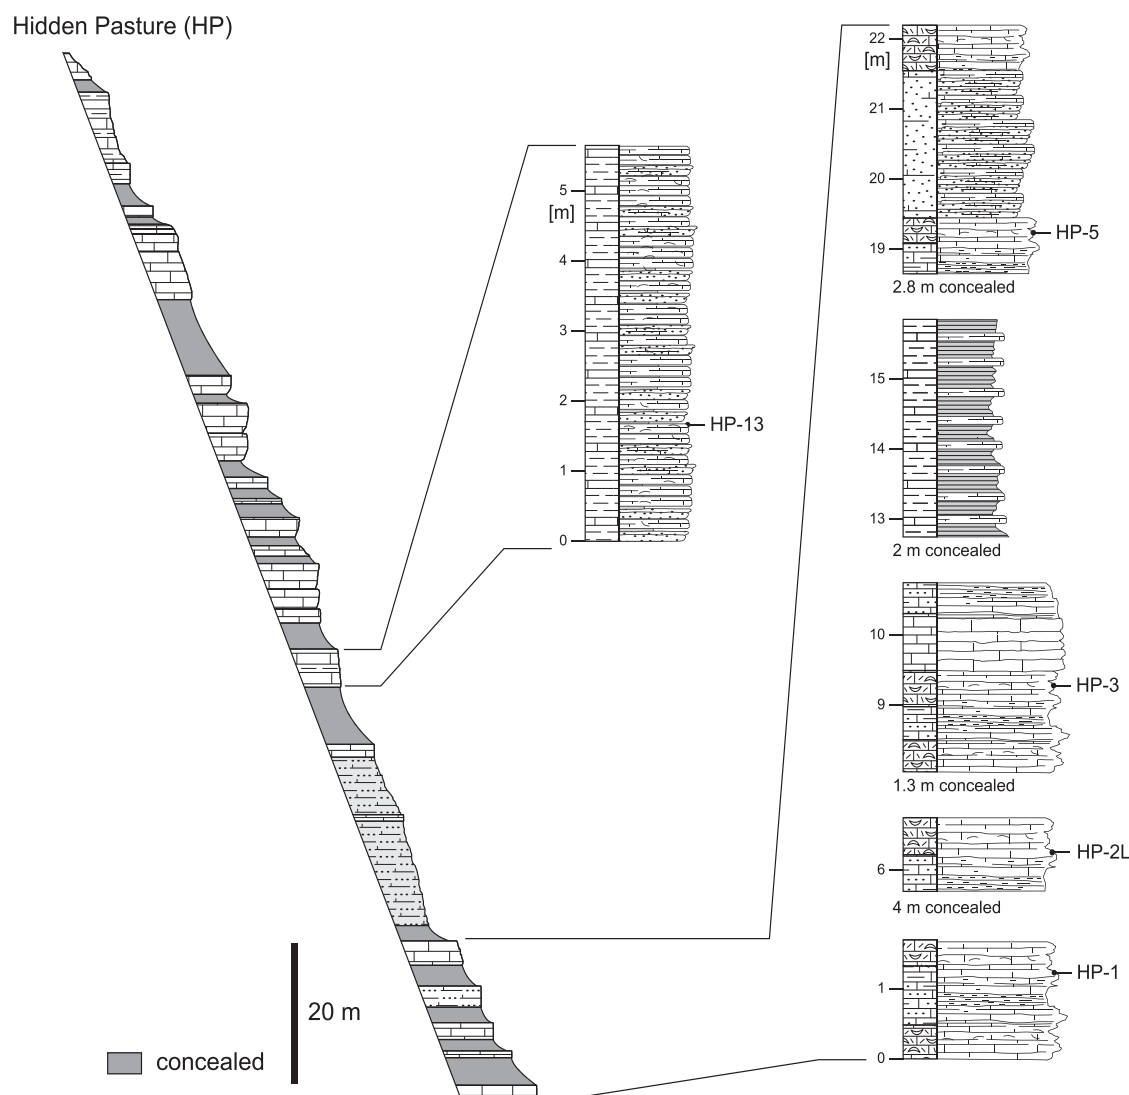 Hidden Pasture (HP)
5
[m]
4
3
2
HP-13
1
0
22
[m]
21
20
HP-5
19
2.8 m concealed
15
14
13
2 m concealed
10
HP-3
9
1.3 m concealed
HP-2L
6
4 m concealed
HP-1
1
0
20 m
concealed